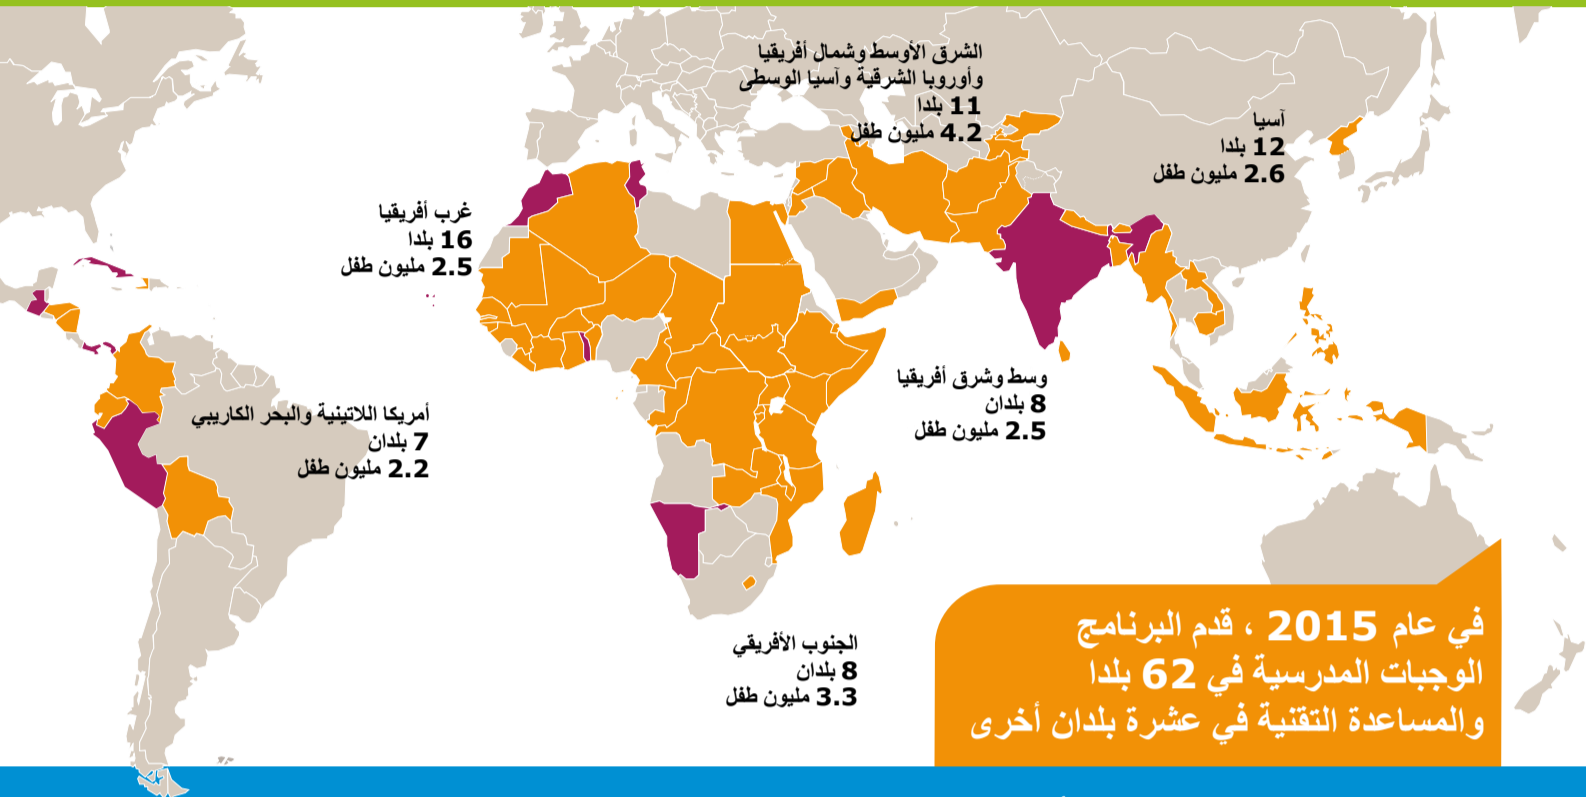 الشرق الأوسط وشمال أفريقيا
وأوروبا الشرقية وآسيا الوسطى
11 بلدا
4.2 مليون طفل
آسيا
12 بلدا
2.6 مليون طفل
غرب أفريقيا
16 بلدا
2.5 مليون طفل
وسط وشرق أفريقيا
8 بلدان
2.5 مليون طفل
أمريكا اللاتينية والبحر الكاريبي
7 بلدان
2.2 مليون طفل
الجنوب الأفريقي
8 بلدان
3.3 مليون طفل
في عام 2015 ، قدم البرنامج
الوجبات المدرسية في 62 بلدا
والمساعدة التقنية في عشرة بلدان أخرى